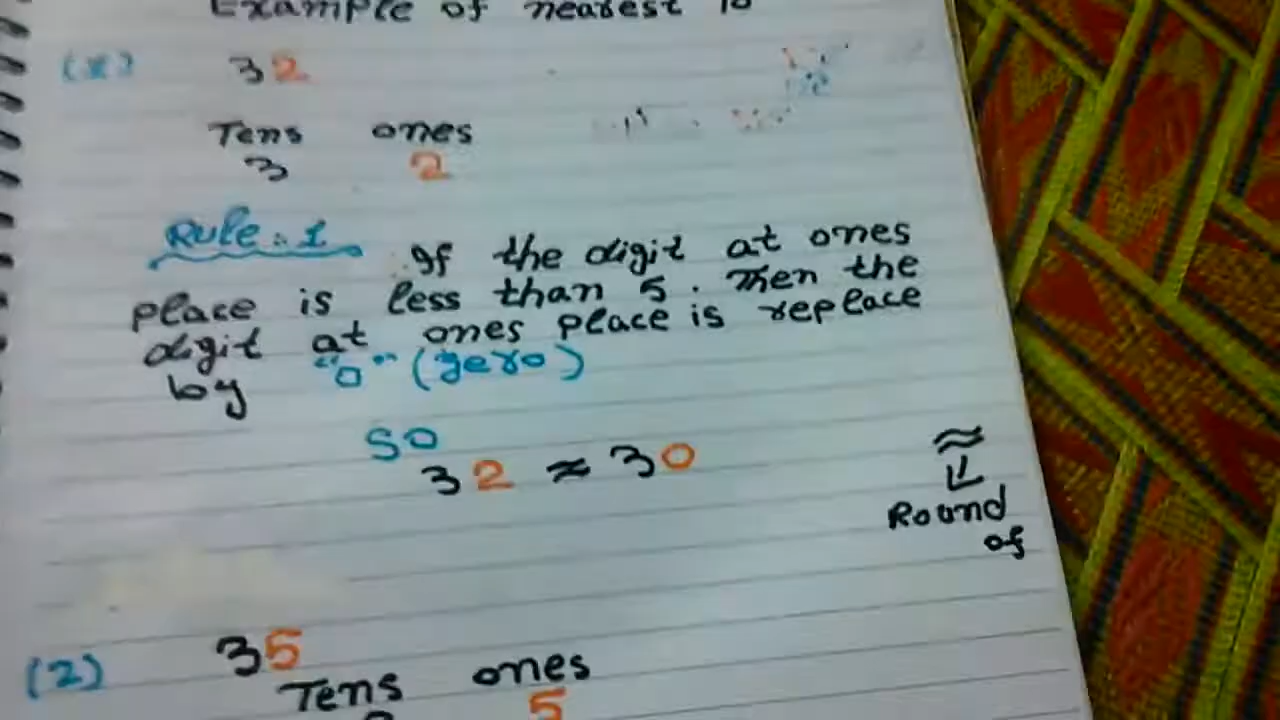 Example of nearest 10
(1) 32
Tens ones
3 2
Rule:1 If the digit at ones
place is less than 5. Then the
digit at ones place is replace
by "0" (zero)
so
32 ≈ 30
≈
Round
of
(2) 35
Tens ones
5